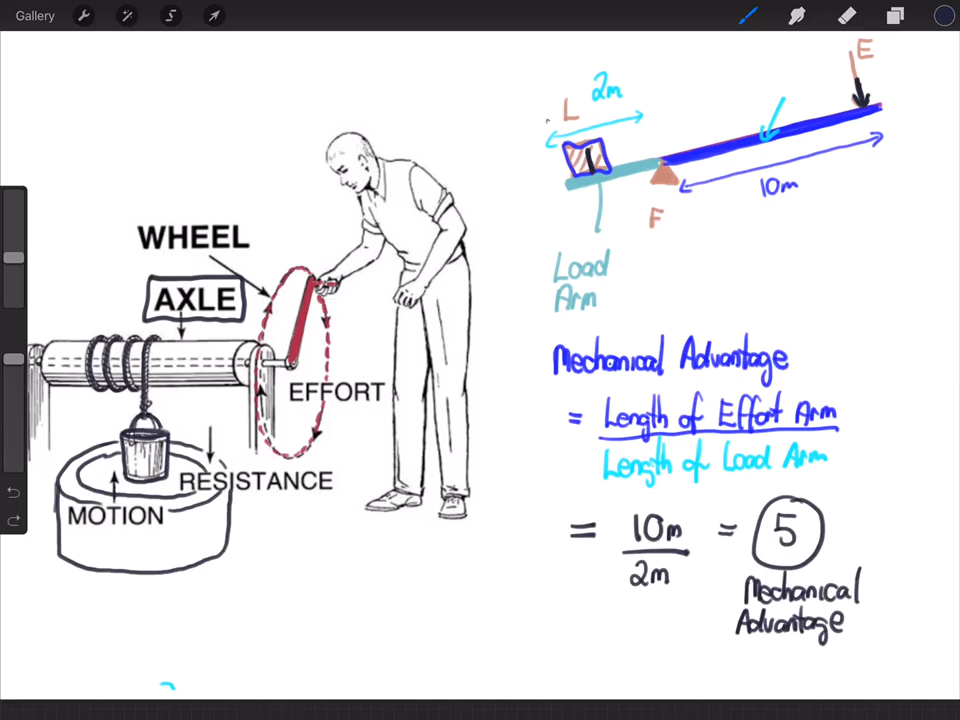 Gallery
WHEEL
AXLE
EFFORT
RESISTANCE
MOTION
E
2m
L
10m
F
Load
Arm
Mechanical Advantage
= Length of Effort Arm
Length of Load Arm
= 10m = 5
2m
Mechanical
Advantage